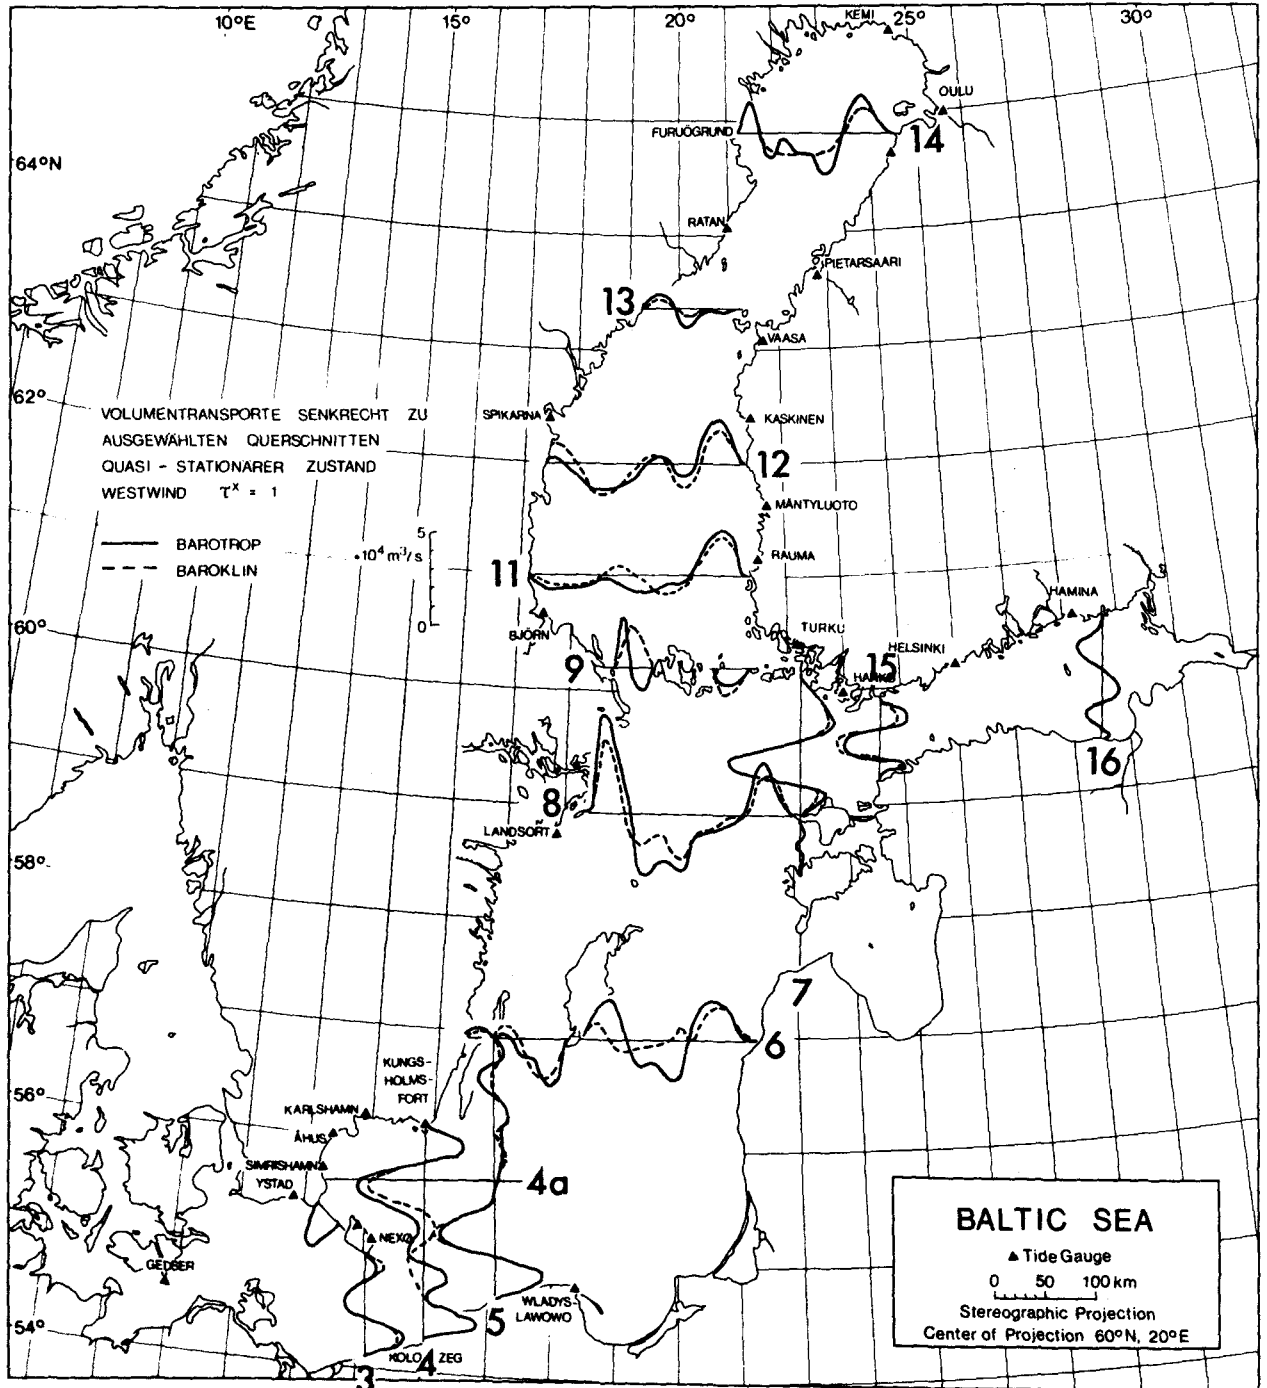 10°E 15° 20° 25° 30°
KEMI
OULU
FURUÖGRUND
14
64°N
RATAN
PIETARSAARI
13
VAASA
62°
VOLUMENTRANSPORTE SENKRECHT ZU
AUSGEWÄHLTEN QUERSCHNITTEN
QUASI - STATIONÄRER ZUSTAND
WESTWIND τˣ = 1
SPIKARNA
KASKINEN
12
MÄNTYLUOTO
BAROTROP
BAROKLIN
5
•10⁴m³/s
0
RAUMA
11
HAMINA
60°
BJÖRN
TURKU
HELSINKI
9
15
HANKO
16
8
LANDSORT
58°
7
6
KUNGS-
HOLMS-
FORT
56°
KARLSHAMN
ÅHUS
SIMRISHAMN
YSTAD
4a
NEXÖ
GEDSER
WLADYS-
LAWOWO
5
54°
KOLO ZEG
4
3
BALTIC SEA
▲ Tide Gauge
0 50 100 km
Stereographic Projection
Center of Projection 60°N, 20°E